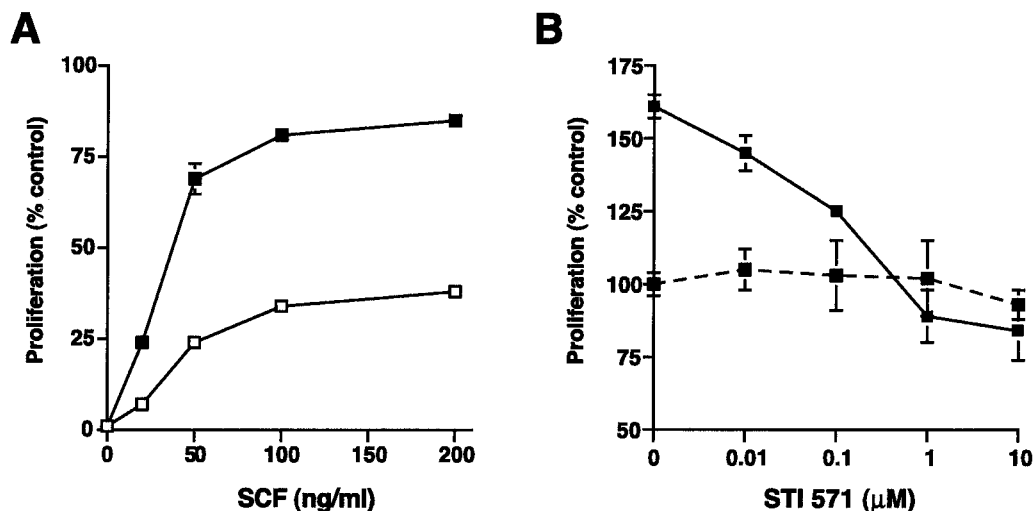 A
Proliferation (% control)
100
75
50
25
0
0 50 100 150 200
SCF (ng/ml)
B
Proliferation (% control)
175
150
125
100
75
50
0 0.01 0.1 1 10
STI 571 (μM)